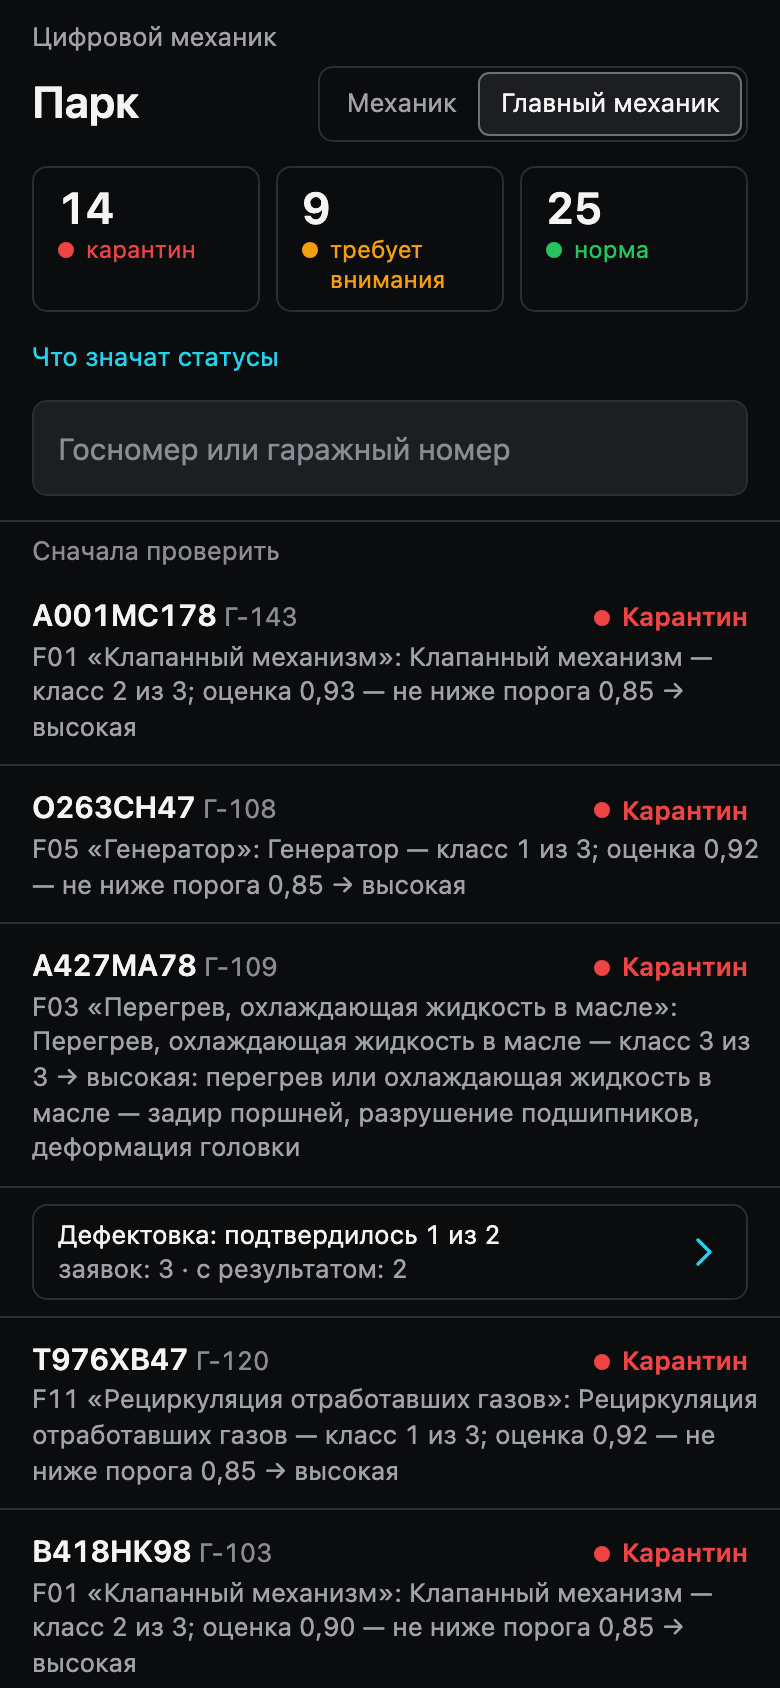 Цифровой механик
Парк
Механик
Главный механик
14
карантин
9
требует
внимания
25
норма
Что значат статусы
Госномер или гаражный номер
Сначала проверить
А001МС178 Г-143
Карантин
F01 «Клапанный механизм»: Клапанный механизм —
класс 2 из 3; оценка 0,93 — не ниже порога 0,85 →
высокая
О263СН47 Г-108
Карантин
F05 «Генератор»: Генератор — класс 1 из 3; оценка 0,92
— не ниже порога 0,85 → высокая
А427МА78 Г-109
Карантин
F03 «Перегрев, охлаждающая жидкость в масле»:
Перегрев, охлаждающая жидкость в масле — класс 3 из
3 → высокая: перегрев или охлаждающая жидкость в
масле — задир поршней, разрушение подшипников,
деформация головки
Дефектовка: подтвердилось 1 из 2
заявок: 3 · с результатом: 2
Т976ХВ47 Г-120
Карантин
F11 «Рециркуляция отработавших газов»: Рециркуляция
отработавших газов — класс 1 из 3; оценка 0,92 — не
ниже порога 0,85 → высокая
В418НК98 Г-103
Карантин
F01 «Клапанный механизм»: Клапанный механизм —
класс 2 из 3; оценка 0,90 — не ниже порога 0,85 →
высокая